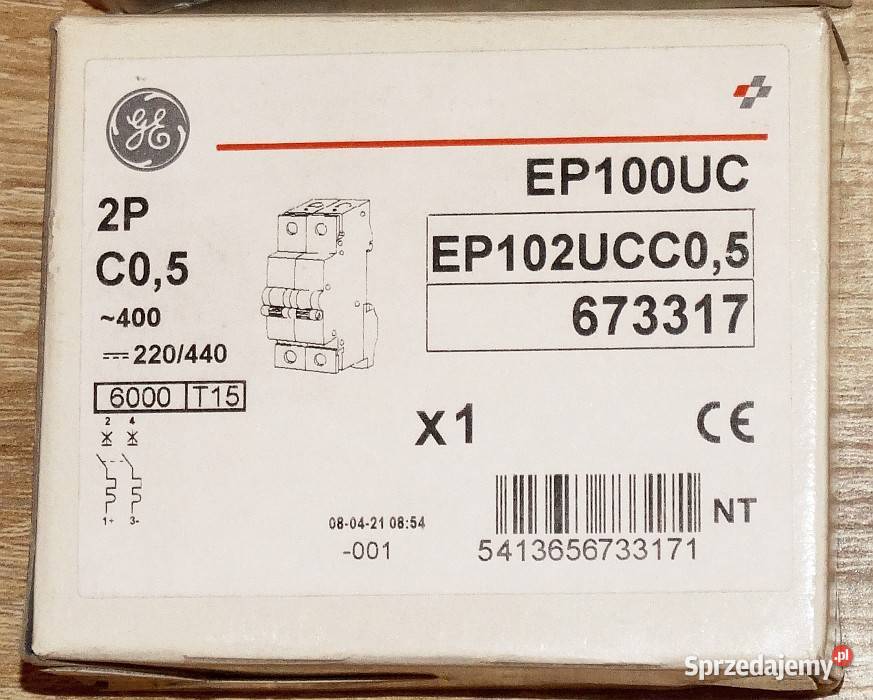 GE
EP100UC
2P
C0,5
EP102UCC0,5
~400
673317
220/440
6000 T15
2 4
x1
CE
1+ 3-
08-04-21 08:54
-001
NT
5413656733171
Sprzedajemy.pl